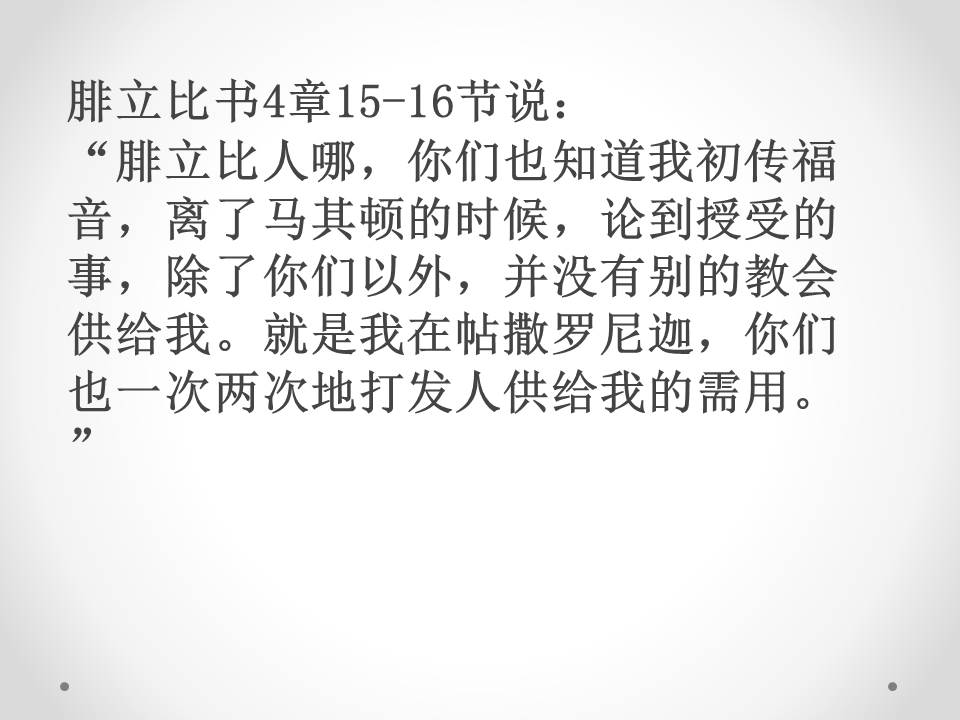 腓立比书4章15-16节说：
“腓立比人哪，你们也知道我初传福
音，离了马其顿的时候，论到授受的
事，除了你们以外，并没有别的教会
供给我。就是我在帖撒罗尼迦，你们
也一次两次地打发人供给我的需用。
”